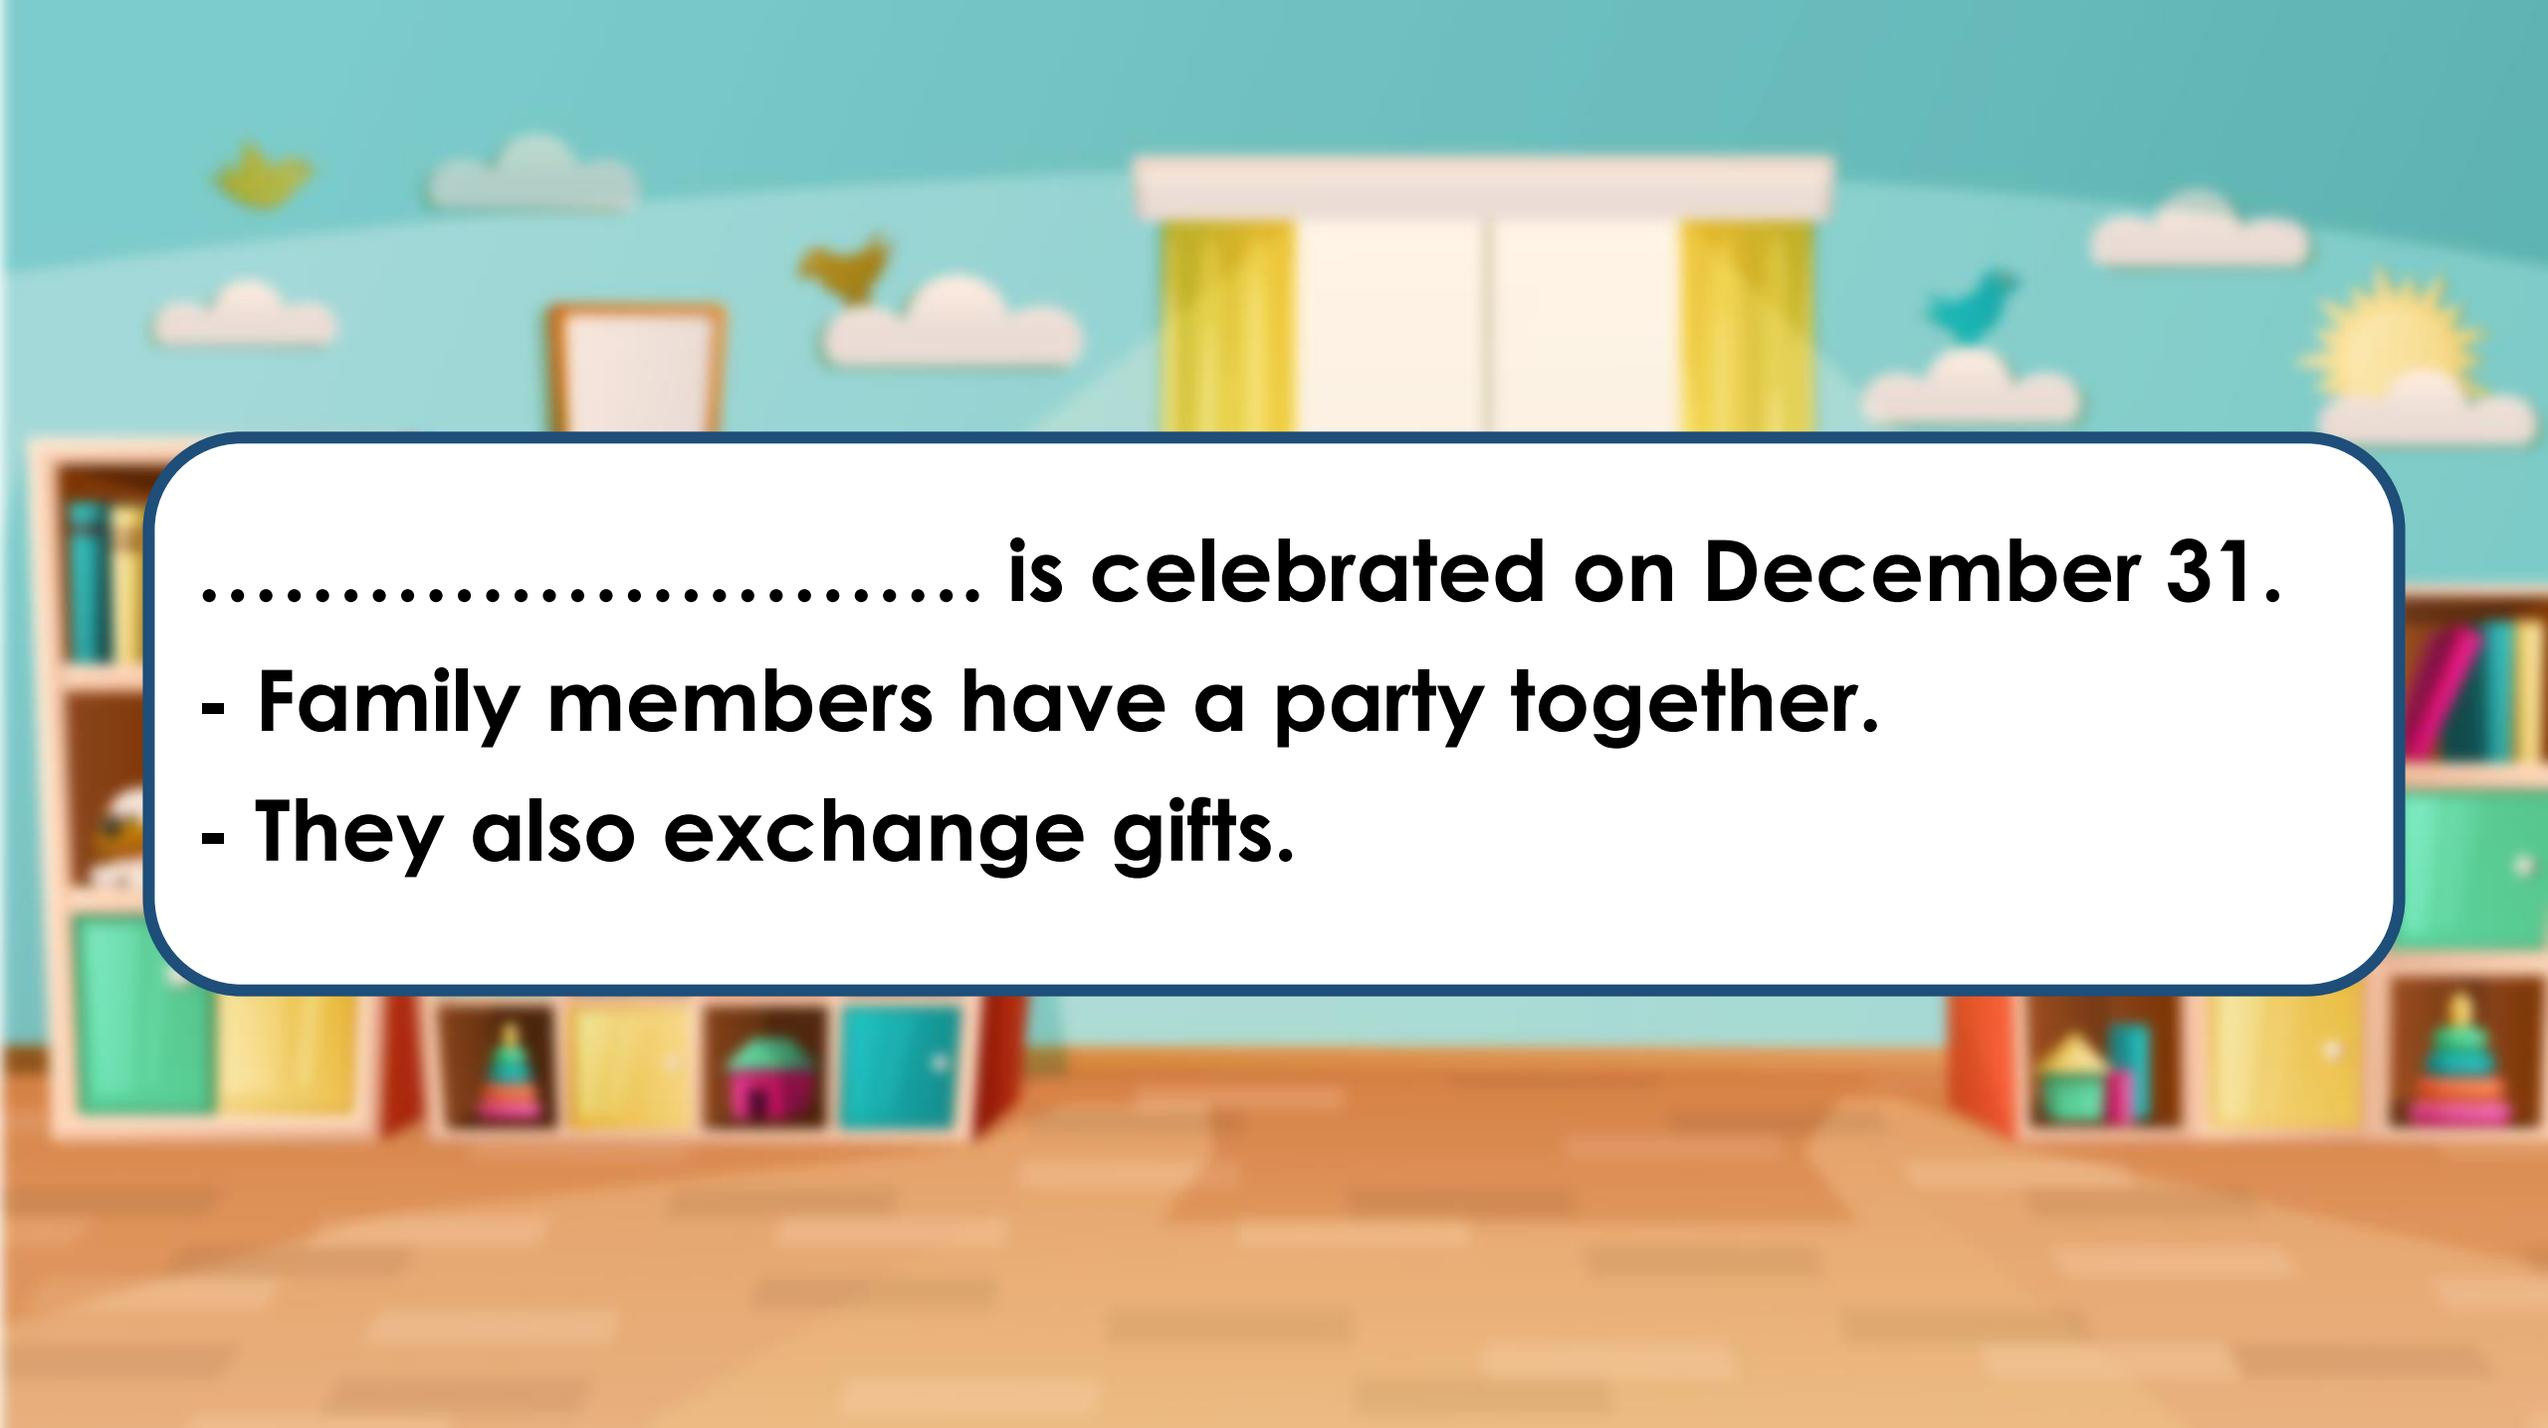 ………………………. is celebrated on December 31.
- Family members have a party together.
- They also exchange gifts.